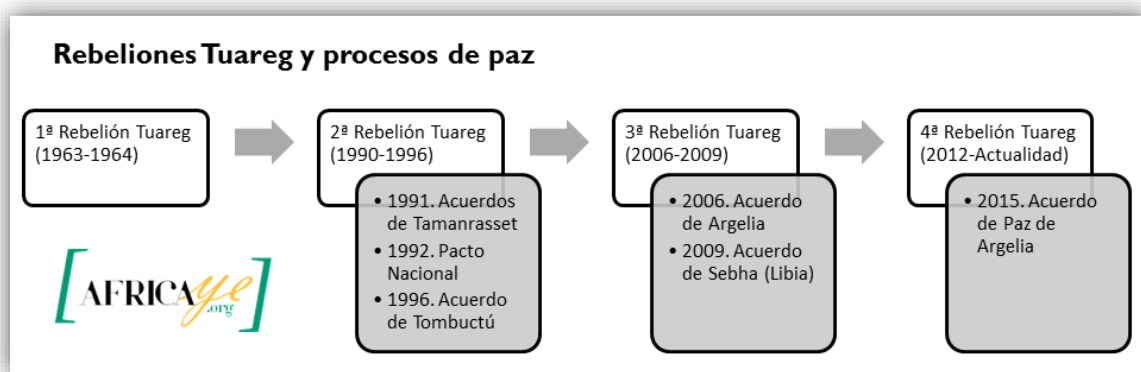 Rebeliones Tuareg y procesos de paz
1ª Rebelión Tuareg
(1963-1964)
2ª Rebelión Tuareg
(1990-1996)
• 1991. Acuerdos
de Tamanrasset
• 1992. Pacto
Nacional
• 1996. Acuerdo
de Tombuctú
3ª Rebelión Tuareg
(2006-2009)
• 2006. Acuerdo
de Argelia
• 2009. Acuerdo
de Sebha (Libia)
4ª Rebelión Tuareg
(2012-Actualidad)
• 2015. Acuerdo
de Paz de
Argelia
[AFRICAye
.org]